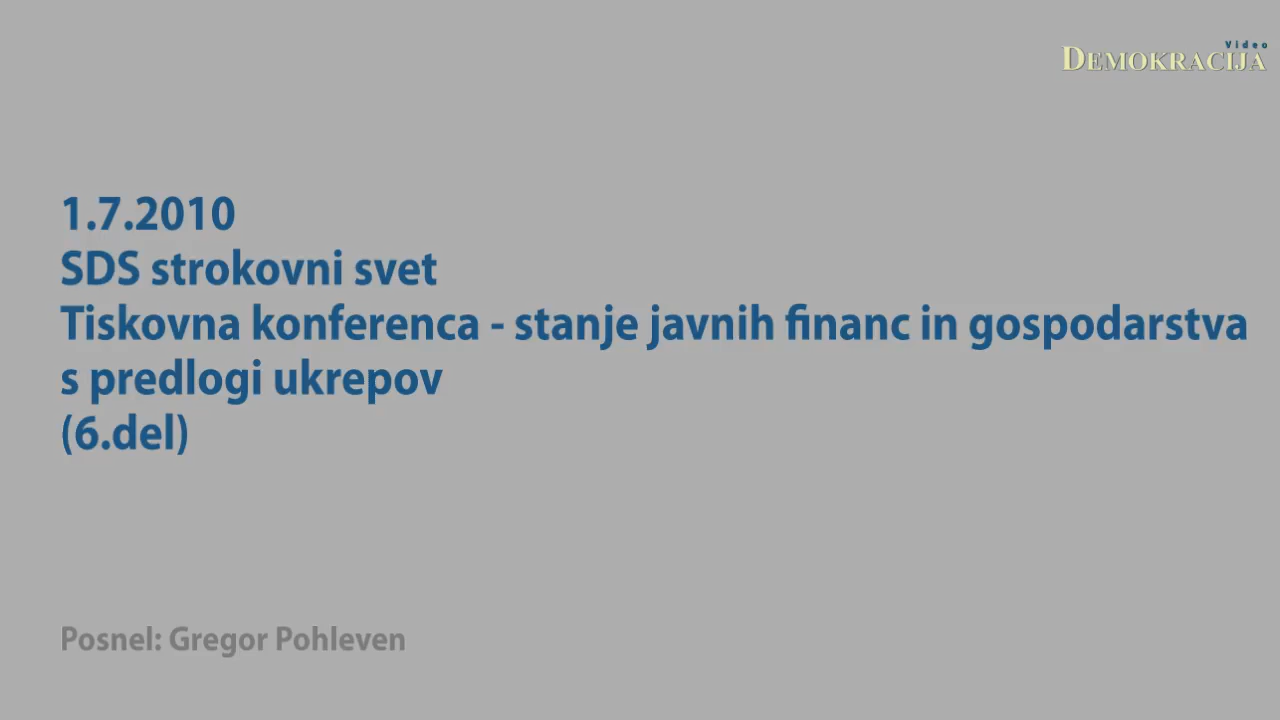 Video
DEMOKRACIJA
1.7.2010
SDS strokovni svet
Tiskovna konferenca - stanje javnih financ in gospodarstva
s predlogi ukrepov
(6.del)
Posnel: Gregor Pohleven